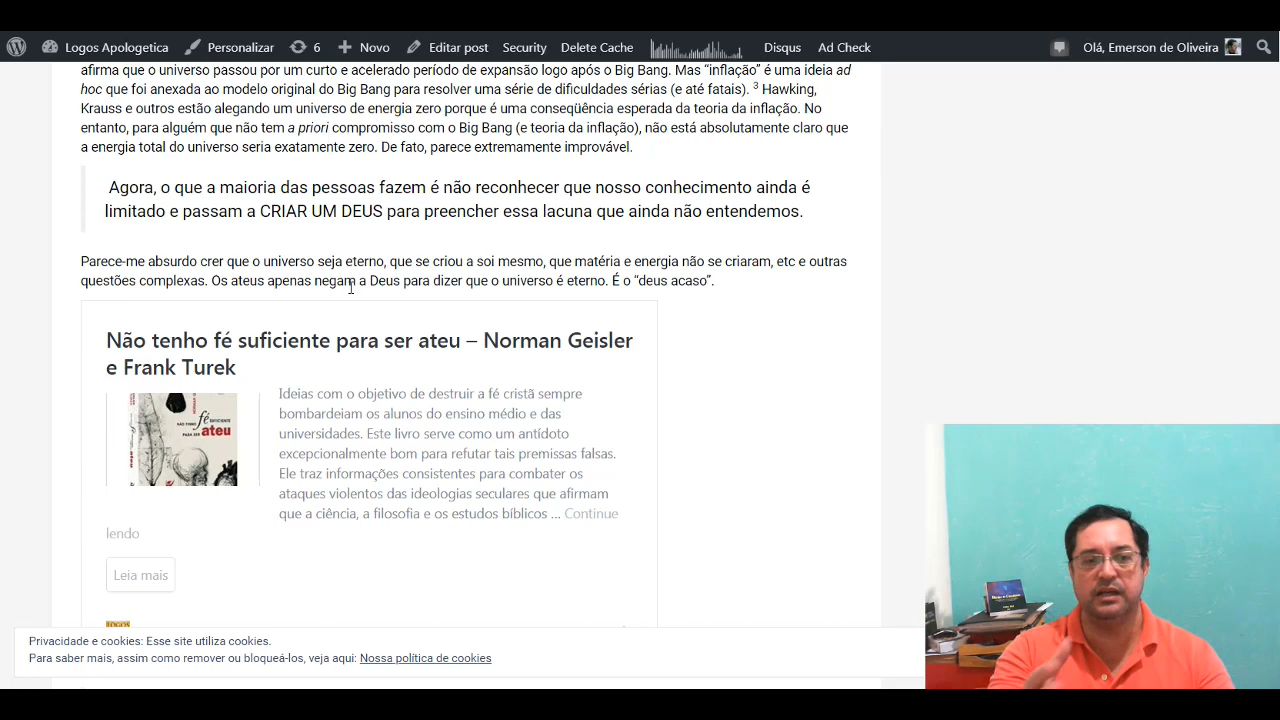 Logos Apologetica
Personalizar
6
Novo
Editar post
Security
Delete Cache
Disqus
Ad Check
Olá, Emerson de Oliveira
afirma que o universo passou por um curto e acelerado período de expansão logo após o Big Bang. Mas “inflação” é uma ideia ad
hoc que foi anexada ao modelo original do Big Bang para resolver uma série de dificuldades sérias (e até fatais). 3 Hawking,
Krauss e outros estão alegando um universo de energia zero porque é uma conseqüência esperada da teoria da inflação. No
entanto, para alguém que não tem a priori compromisso com o Big Bang (e teoria da inflação), não está absolutamente claro que
a energia total do universo seria exatamente zero. De fato, parece extremamente improvável.
Agora, o que a maioria das pessoas fazem é não reconhecer que nosso conhecimento ainda é
limitado e passam a CRIAR UM DEUS para preencher essa lacuna que ainda não entendemos.
Parece-me absurdo crer que o universo seja eterno, que se criou a soi mesmo, que matéria e energia não se criaram, etc e outras
questões complexas. Os ateus apenas negam a Deus para dizer que o universo é eterno. É o “deus acaso”.
Não tenho fé suficiente para ser ateu – Norman Geisler
e Frank Turek
fé
ateu
Ideias com o objetivo de destruir a fé cristã sempre
bombardeiam os alunos do ensino médio e das
universidades. Este livro serve como um antídoto
excepcionalmente bom para refutar tais premissas falsas.
Ele traz informações consistentes para combater os
ataques violentos das ideologias seculares que afirmam
que a ciência, a filosofia e os estudos bíblicos ... Continue
lendo
Leia mais
LOGOS
Privacidade e cookies: Esse site utiliza cookies.
Para saber mais, assim como remover ou bloqueá-los, veja aqui: Nossa política de cookies